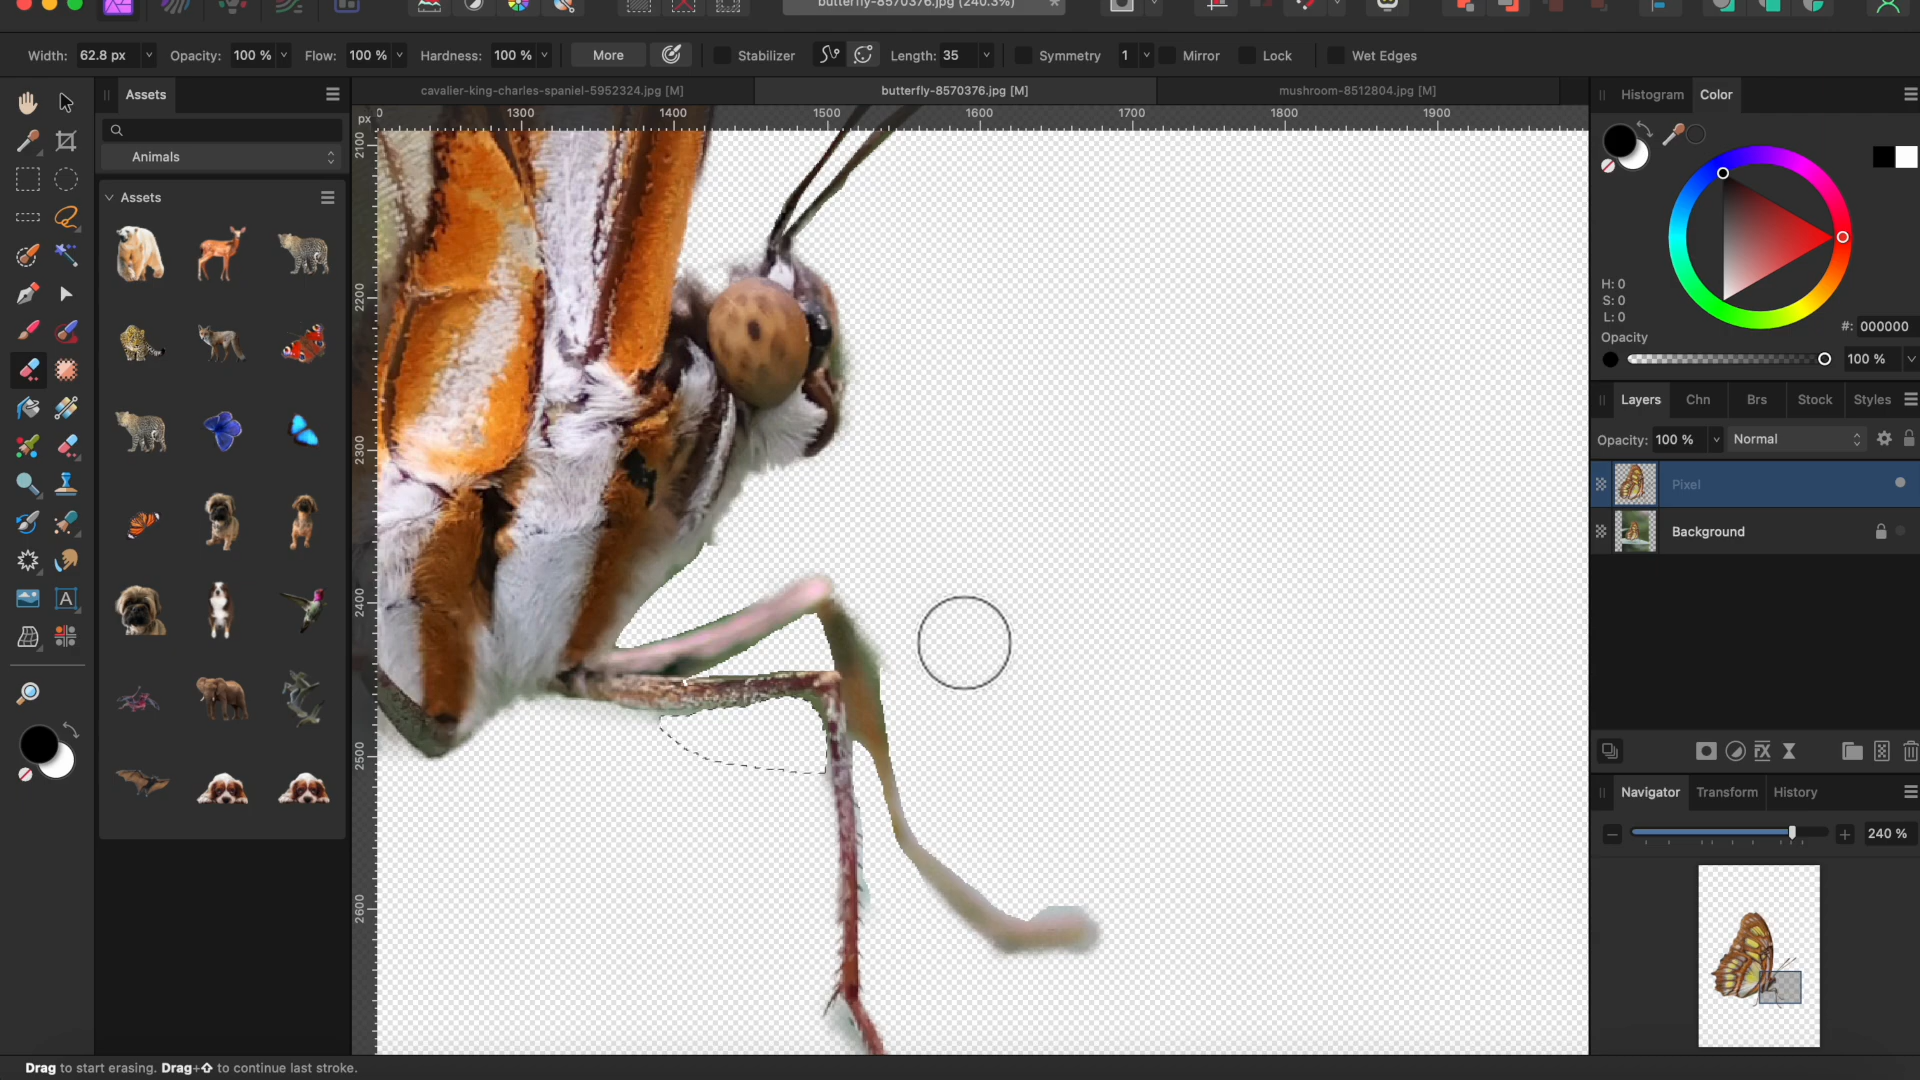 butterfly-8570376.jpg (240.3%)
Width: 62.8 px Opacity: 100 % Flow: 100 % Hardness: 100 % More Stabilizer Length: 35 Symmetry 1 Mirror Lock Wet Edges
Assets
cavalier-king-charles-spaniel-5952324.jpg [M]
butterfly-8570376.jpg [M]
mushroom-8512804.jpg [M]
Histogram Color
px 1300 1400 1500 1600 1700 1800 1900
Animals
Assets
2100
2200
2300
2400
2500
2600
H: 0
S: 0
L: 0
#: 000000
Opacity
100 %
Layers Chn Brs Stock Styles
Opacity: 100 % Normal
Pixel
Background
Navigator Transform History
240 %
Drag to start erasing. Drag+⇧ to continue last stroke.